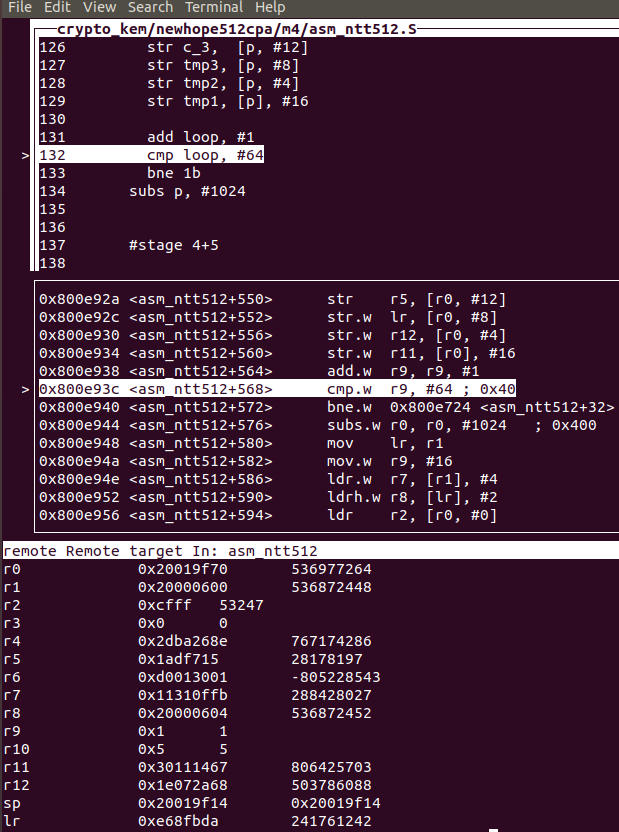 File Edit View Search Terminal Help
crypto_kem/newhope512cpa/m4/asm_ntt512.S
126 str c_3, [p, #12]
127 str tmp3, [p, #8]
128 str tmp2, [p, #4]
129 str tmp1, [p], #16
130
131 add loop, #1
> 132 cmp loop, #64
133 bne 1b
134 subs p, #1024
135
136
137 #stage 4+5
138
0x800e92a <asm_ntt512+550> str r5, [r0, #12]
0x800e92c <asm_ntt512+552> str.w lr, [r0, #8]
0x800e930 <asm_ntt512+556> str.w r12, [r0, #4]
0x800e934 <asm_ntt512+560> str.w r11, [r0], #16
0x800e938 <asm_ntt512+564> add.w r9, r9, #1
> 0x800e93c <asm_ntt512+568> cmp.w r9, #64 ; 0x40
0x800e940 <asm_ntt512+572> bne.w 0x800e724 <asm_ntt512+32>
0x800e944 <asm_ntt512+576> subs.w r0, r0, #1024 ; 0x400
0x800e948 <asm_ntt512+580> mov lr, r1
0x800e94a <asm_ntt512+582> mov.w r9, #16
0x800e94e <asm_ntt512+586> ldr.w r7, [r1], #4
0x800e952 <asm_ntt512+590> ldrh.w r8, [lr], #2
0x800e956 <asm_ntt512+594> ldr r2, [r0, #0]
remote Remote target In: asm_ntt512
r0 0x20019f70 536977264
r1 0x20000600 536872448
r2 0xcfff 53247
r3 0x0 0
r4 0x2dba268e 767174286
r5 0x1adf715 28178197
r6 0xd0013001 -805228543
r7 0x11310ffb 288428027
r8 0x20000604 536872452
r9 0x1 1
r10 0x5 5
r11 0x30111467 806425703
r12 0x1e072a68 503786088
sp 0x20019f14 0x20019f14
lr 0xe68fbda 241761242